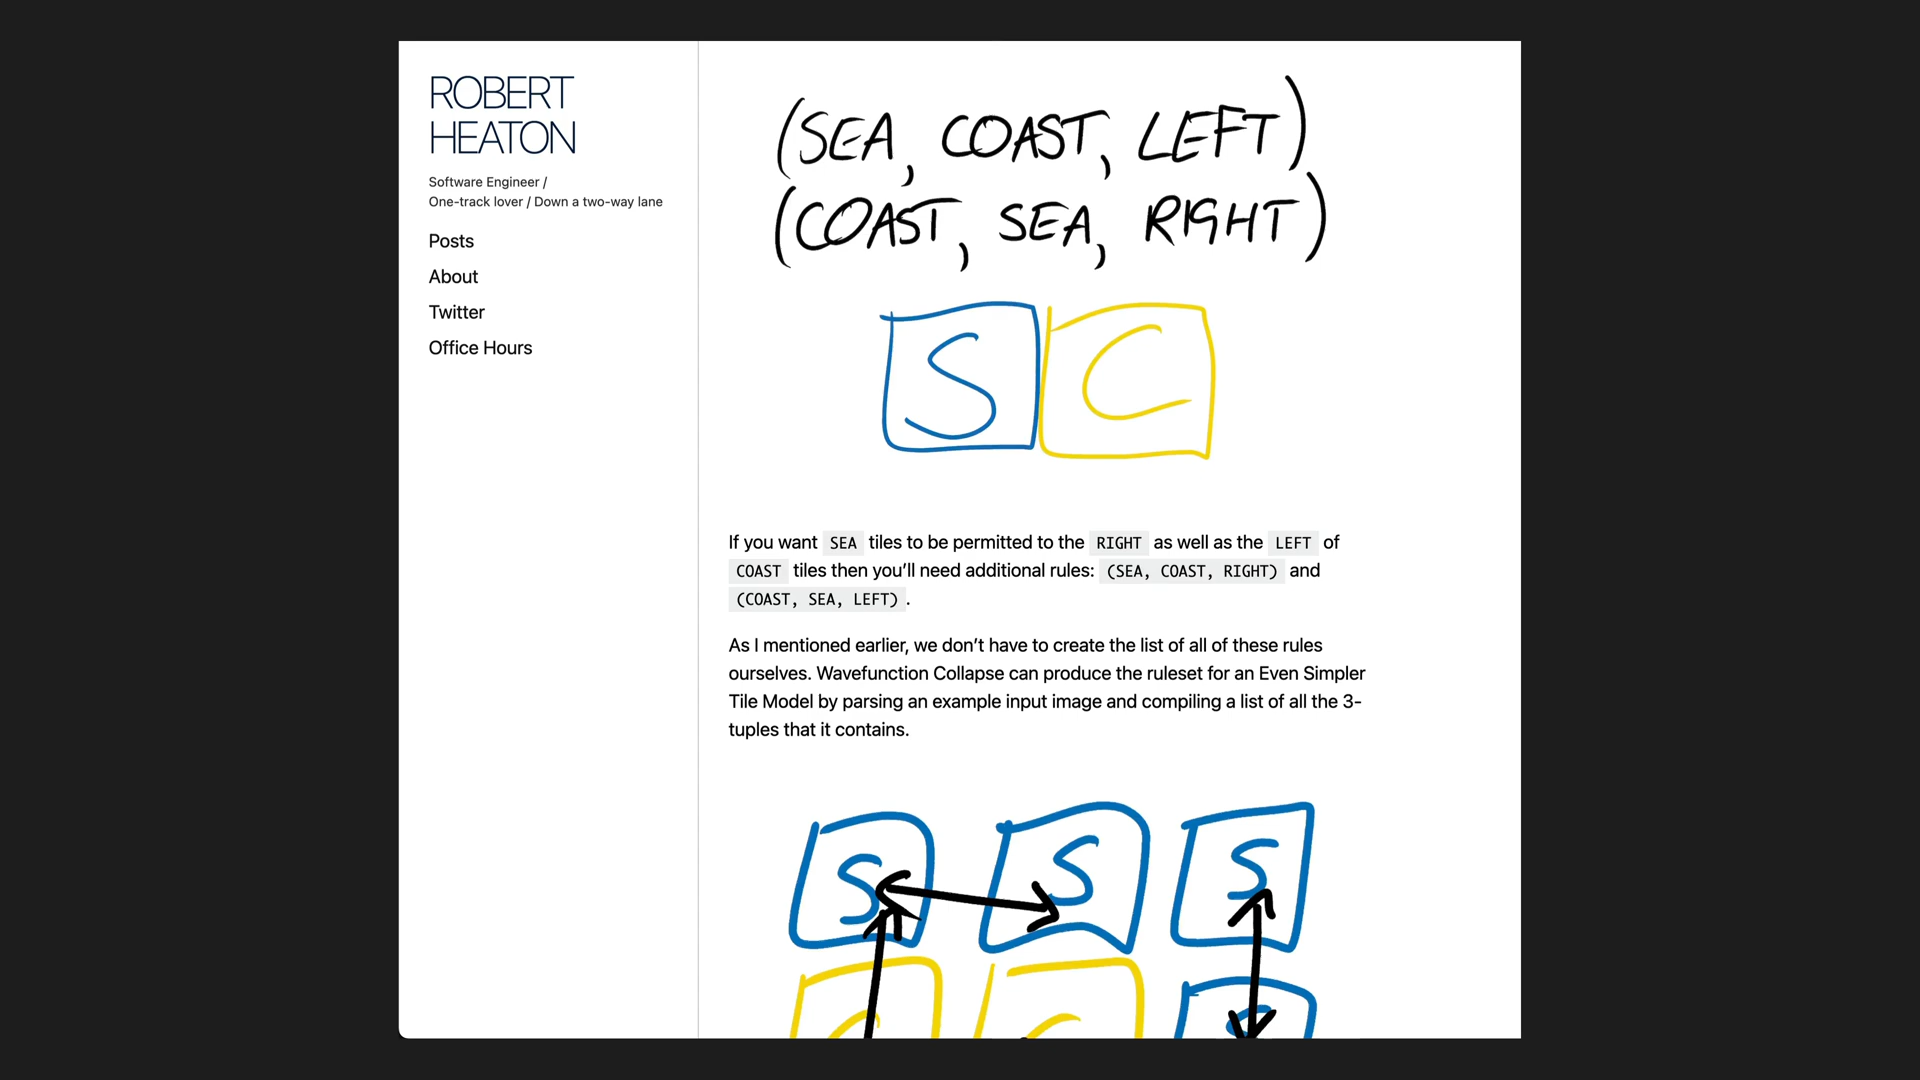 ROBERT
HEATON
Software Engineer /
One-track lover / Down a two-way lane
Posts
About
Twitter
Office Hours
(SEA, COAST, LEFT)
(COAST, SEA, RIGHT)
S C
If you want SEA tiles to be permitted to the RIGHT as well as the LEFT of
COAST tiles then you’ll need additional rules: (SEA, COAST, RIGHT) and
(COAST, SEA, LEFT) .
As I mentioned earlier, we don’t have to create the list of all of these rules
ourselves. Wavefunction Collapse can produce the ruleset for an Even Simpler
Tile Model by parsing an example input image and compiling a list of all the 3-
tuples that it contains.
S S S